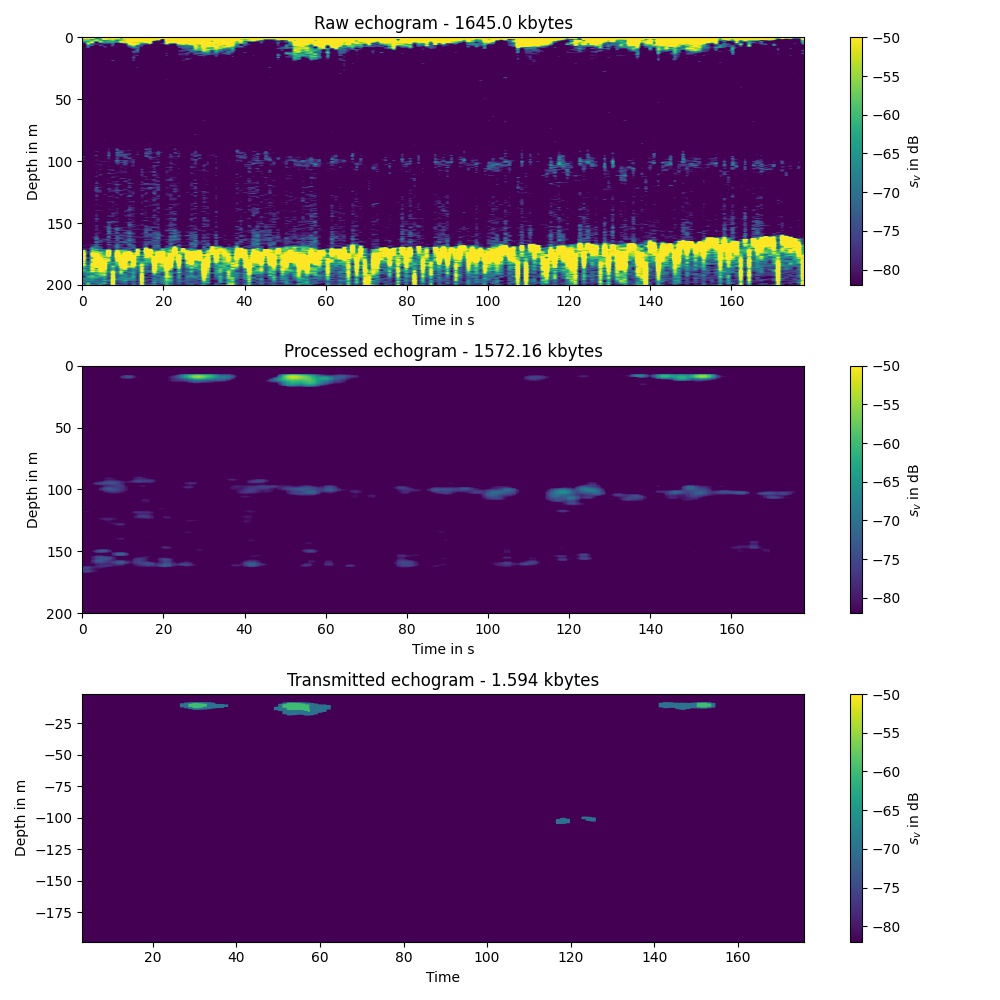 Raw echogram - 1645.0 kbytes
0
50
100
150
200
Depth in m
0 20 40 60 80 100 120 140 160
Time in s
−50
−55
−60
−65
−70
−75
−80
sv in dB
Processed echogram - 1572.16 kbytes
0
50
100
150
200
Depth in m
0 20 40 60 80 100 120 140 160
Time in s
−50
−55
−60
−65
−70
−75
−80
sv in dB
Transmitted echogram - 1.594 kbytes
−25
−50
−75
−100
−125
−150
−175
Depth in m
20 40 60 80 100 120 140 160
Time
−50
−55
−60
−65
−70
−75
−80
sv in dB